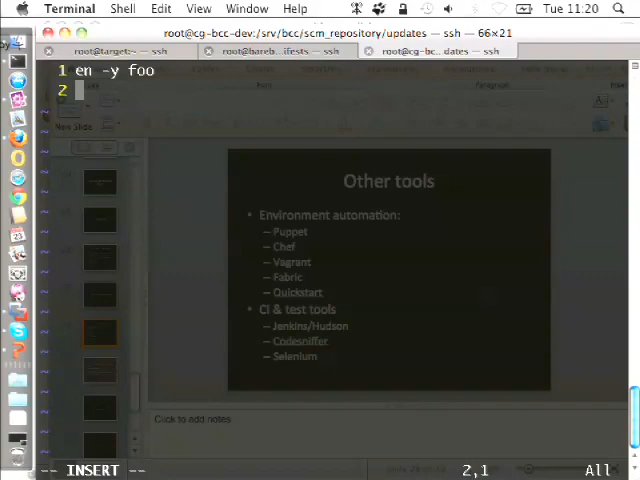 Terminal Shell Edit View Window Help Tue 11:20
root@cg-bcc-dev:/srv/bcc/scm_repository/updates — ssh — 66×21
root@target:~ — ssh
root@bareb...ifests — ssh
root@cg-bc...dates — ssh
1 en -y foo
2
~
New Slide
Other tools
• Environment automation:
– Puppet
– Chef
– Vagrant
– Fabric
– Quickstart
• CI & test tools
– Jenkins/Hudson
– Codesniffer
– Selenium
Click to add notes
-- INSERT -- 2,1 All